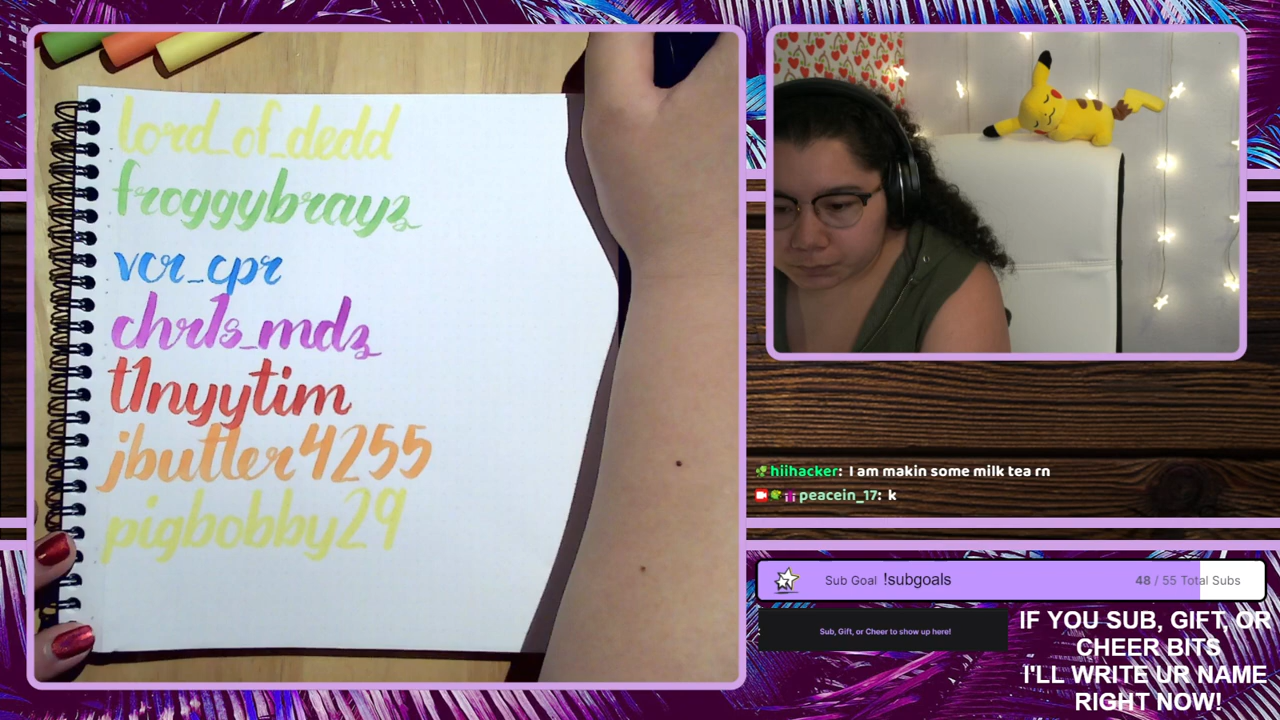 lord_of_dedd
froggybrayz
vcr_cpr
chr1s_mdz
t1nyytim
jbutler4255
pigbobby29
hiihacker: I am makin some milk tea rn
peacein_17: k
Sub Goal !subgoals
48 / 55 Total Subs
Sub, Gift, or Cheer to show up here!
IF YOU SUB, GIFT, OR
CHEER BITS
I'LL WRITE UR NAME
RIGHT NOW!